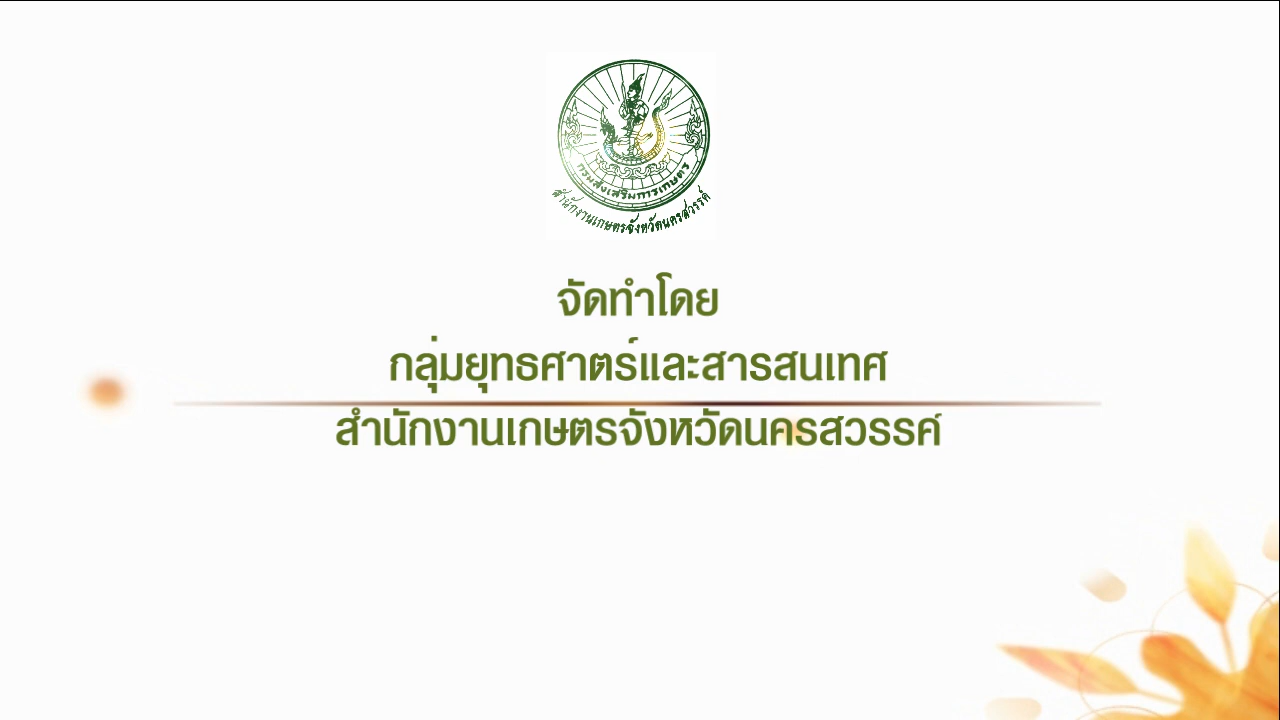 กรมส่งเสริมการเกษตร
สำนักงานเกษตรจังหวัดนครสวรรค์
จัดทำโดย
กลุ่มยุทธศาตร์และสารสนเทศ
สำนักงานเกษตรจังหวัดนครสวรรค์